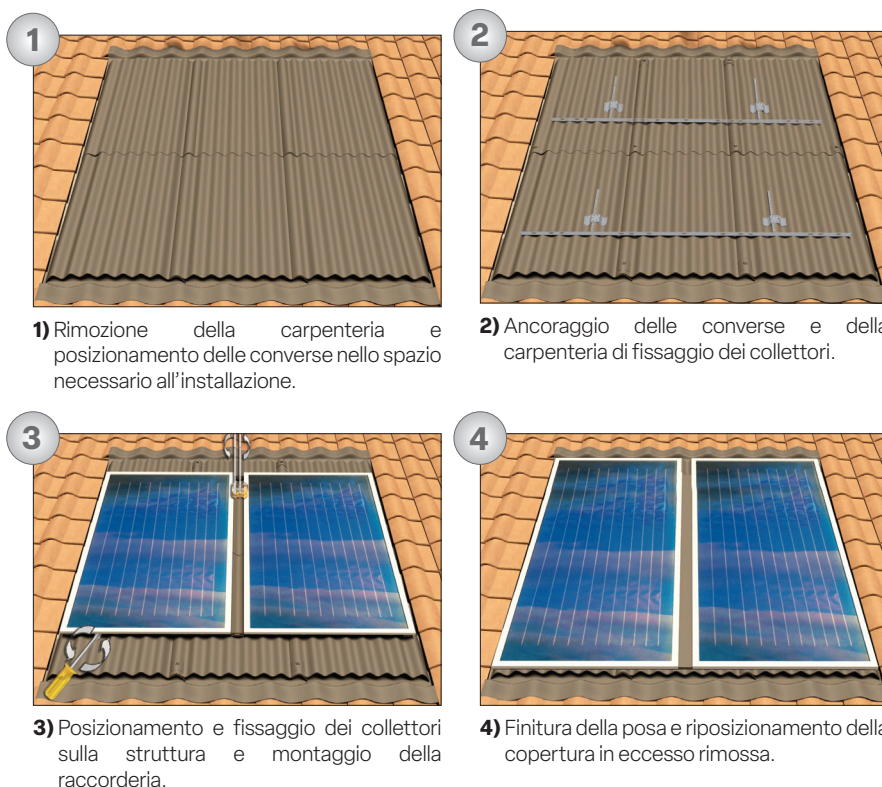 1
2
1) Rimozione della carpenteria e
posizionamento delle converse nello spazio
necessario all'installazione.
2) Ancoraggio delle converse e della
carpenteria di fissaggio dei collettori.
3
4
3) Posizionamento e fissaggio dei collettori
sulla struttura e montaggio della
raccorderia.
4) Finitura della posa e riposizionamento della
copertura in eccesso rimossa.